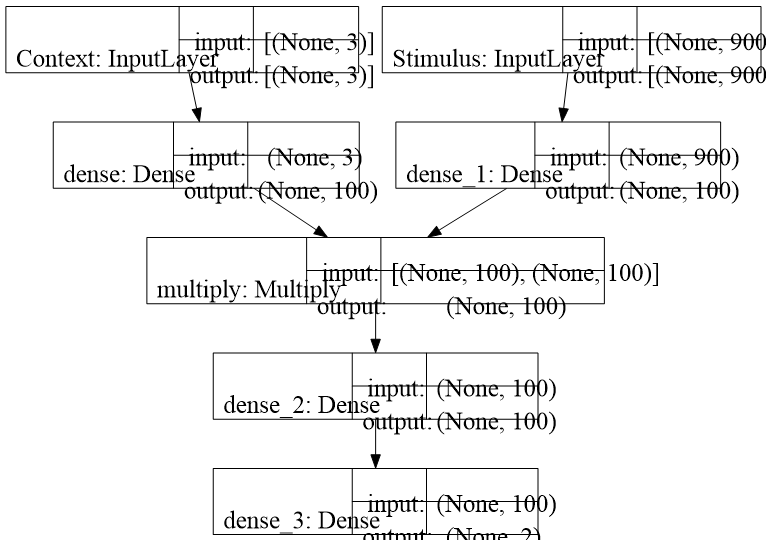 Context: InputLayer input: [(None, 3)] output: [(None, 3)]
Stimulus: InputLayer input: [(None, 900 output: [(None, 900
dense: Dense input: (None, 3) output: (None, 100)
dense_1: Dense input: (None, 900) output: (None, 100)
multiply: Multiply input: [(None, 100), (None, 100)] output: (None, 100)
dense_2: Dense input: (None, 100) output: (None, 100)
dense_3: Dense input: (None, 100) output: (None, 2)